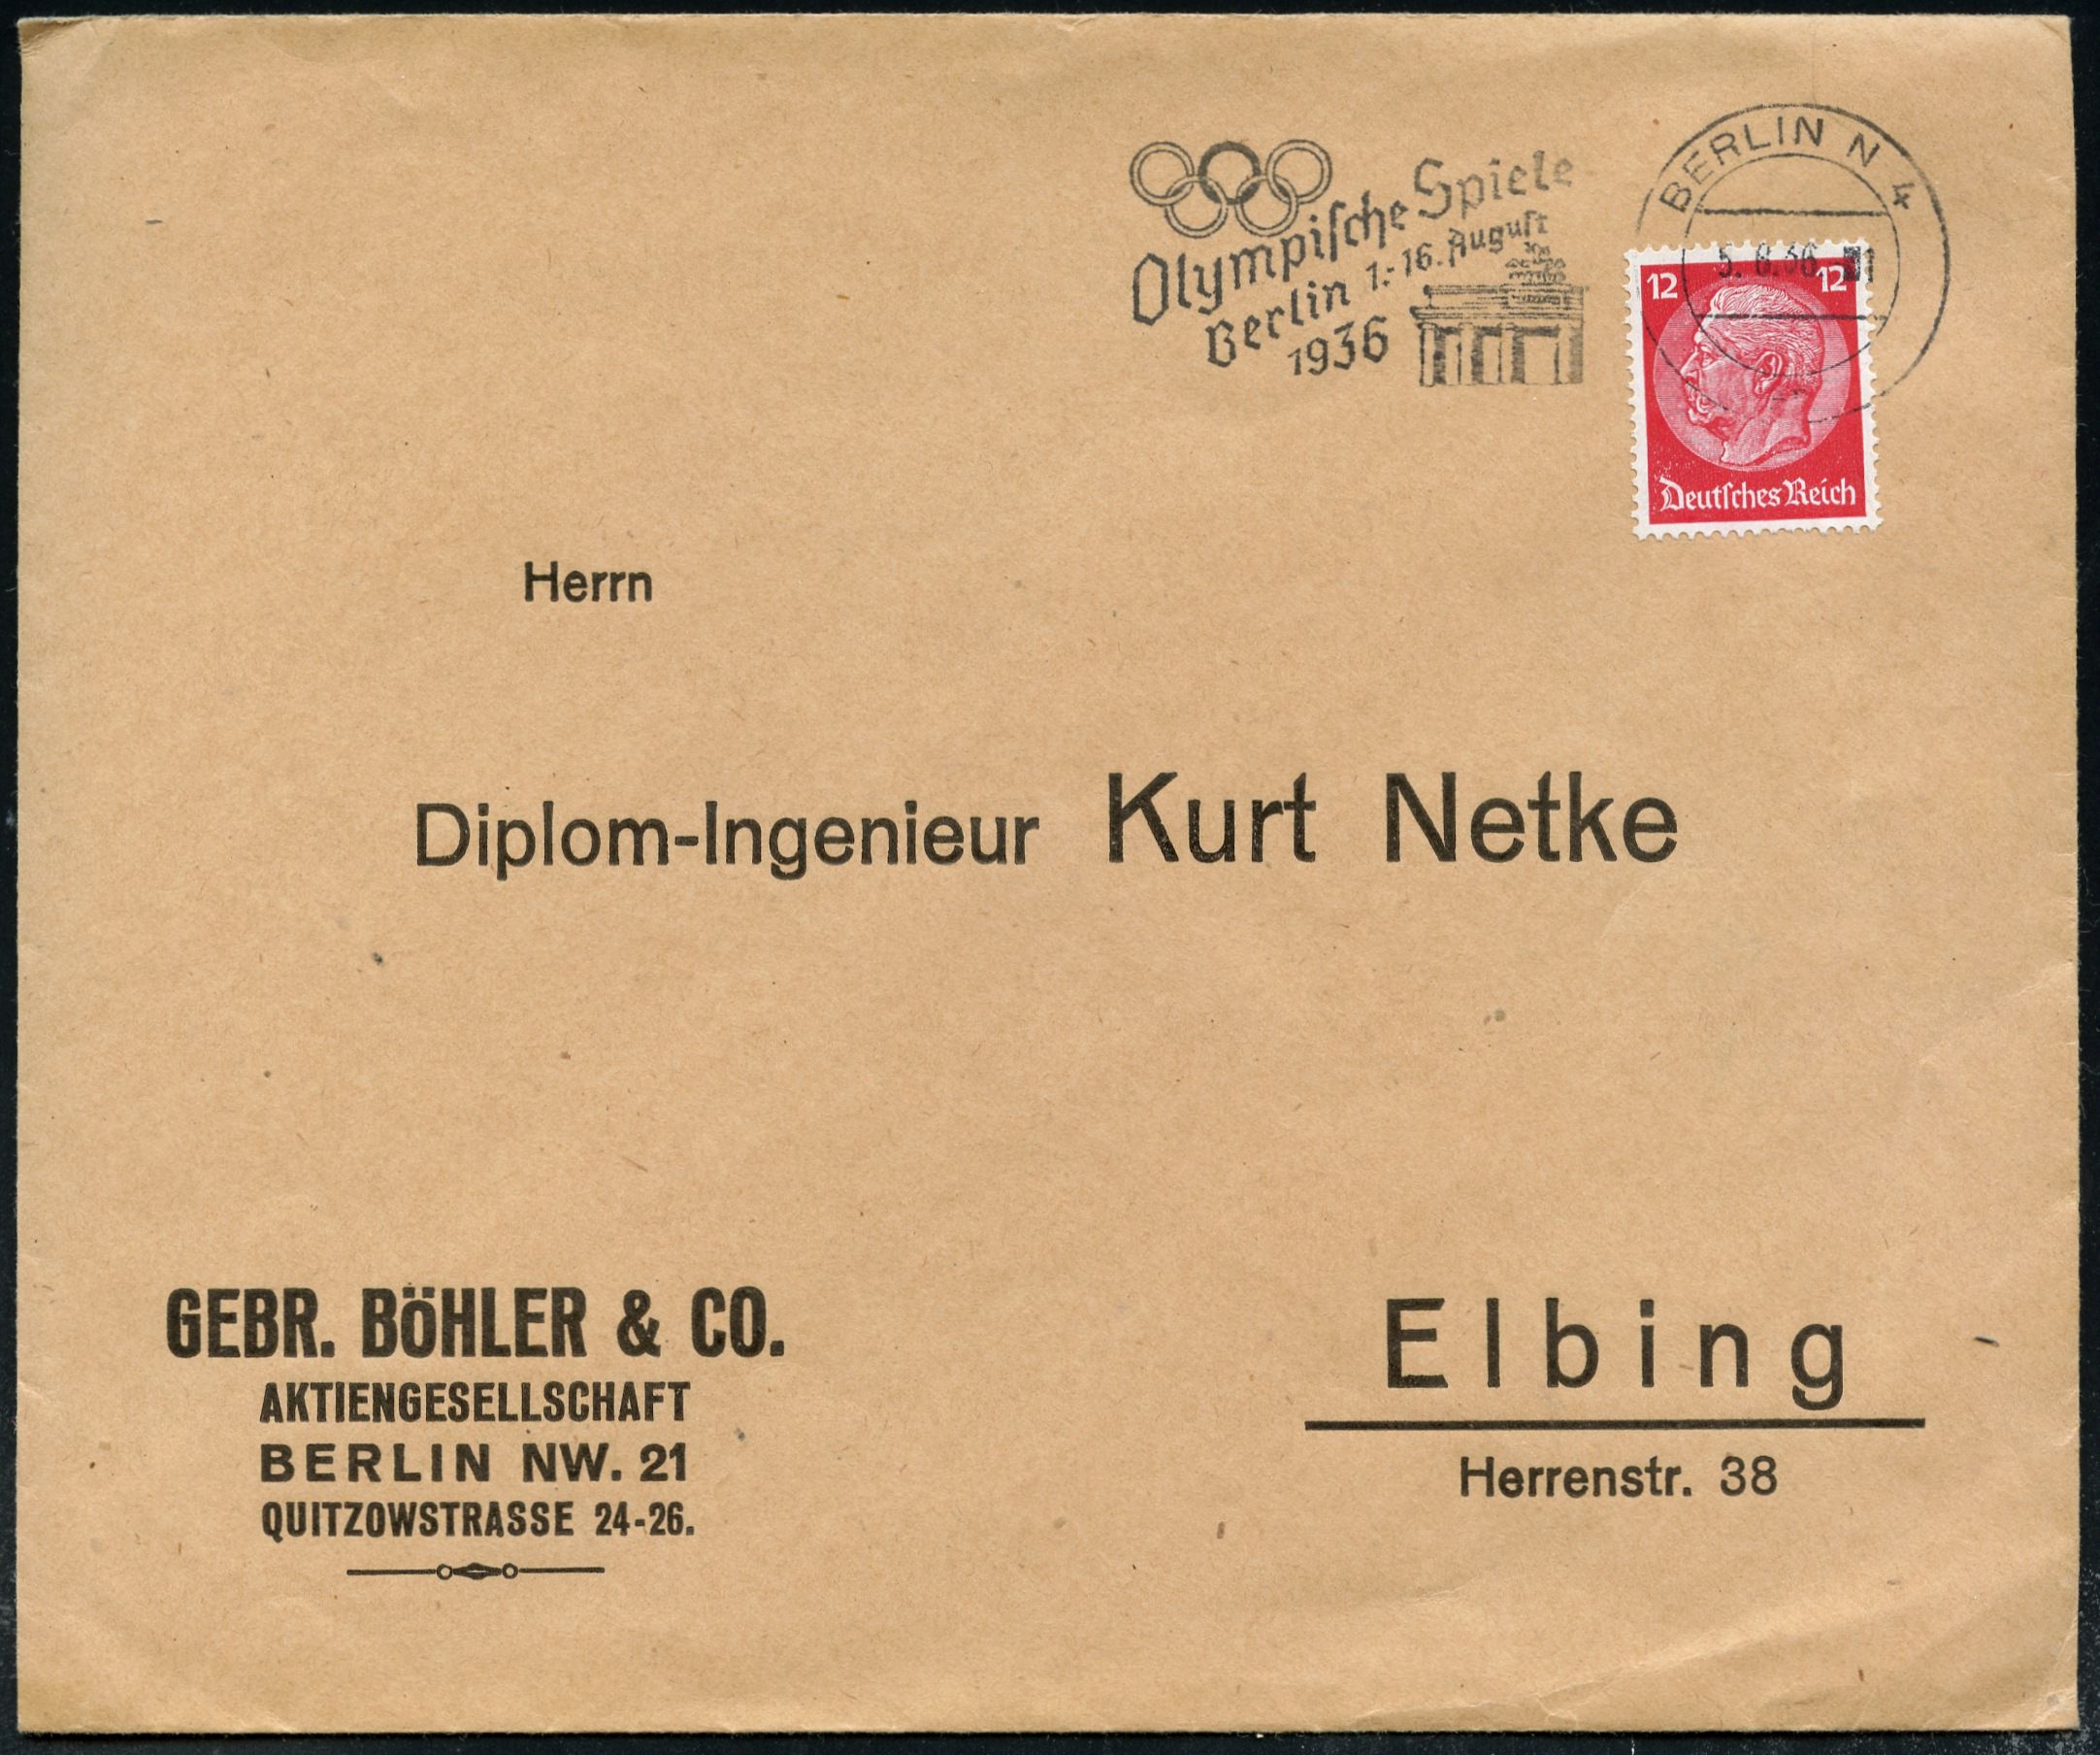 Olympiſche Spiele
Berlin 1.-16. August
1936
BERLIN N 4
12 12
Deutſches Reich
Herrn
Diplom-Ingenieur Kurt Netke
GEBR. BÖHLER & CO.
AKTIENGESELLSCHAFT
BERLIN NW. 21
QUITZOWSTRASSE 24-26.
Elbing
Herrenstr. 38